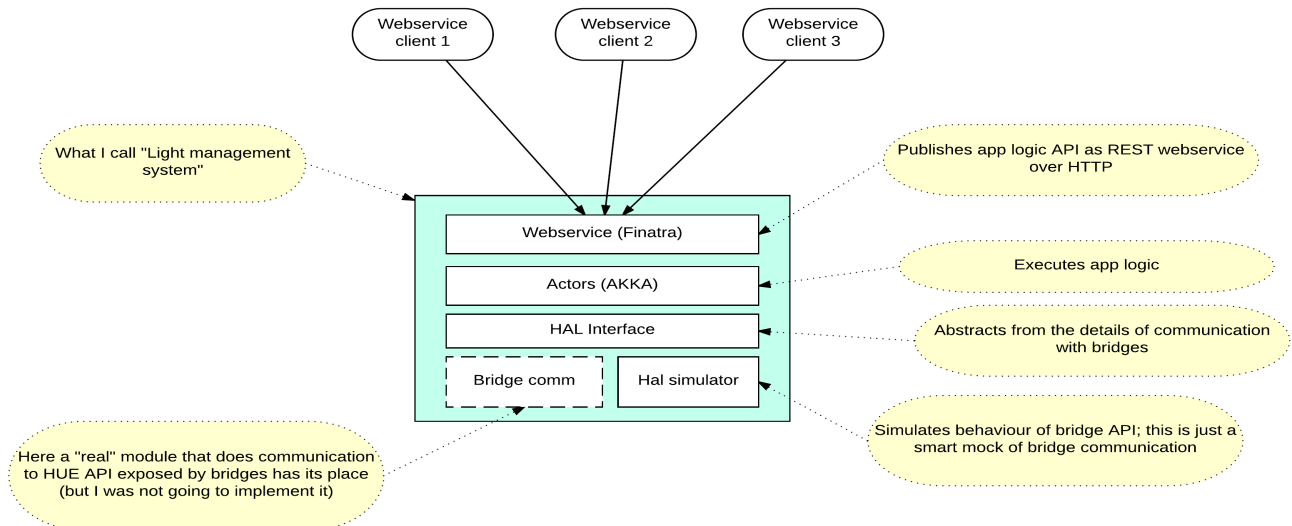 Webservice
client 1
Webservice
client 2
Webservice
client 3
What I call "Light management
system"
Publishes app logic API as REST webservice
over HTTP
Webservice (Finatra)
Executes app logic
Actors (AKKA)
HAL Interface
Abstracts from the details of communication
with bridges
Bridge comm
Hal simulator
Simulates behaviour of bridge API; this is just a
smart mock of bridge communication
Here a "real" module that does communication
to HUE API exposed by bridges has its place
(but I was not going to implement it)